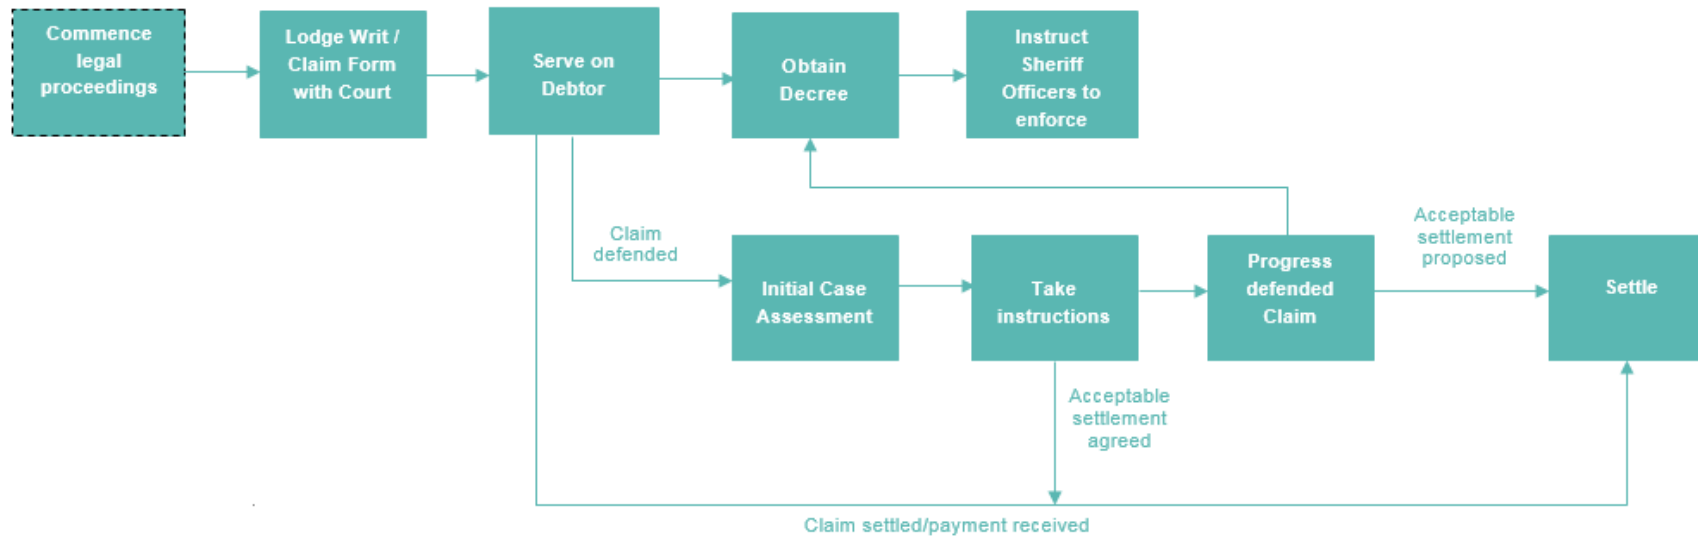 Commence
legal
proceedings
Lodge Writ /
Claim Form
with Court
Serve on
Debtor
Obtain
Decree
Instruct
Sheriff
Officers to
enforce
Claim
defended
Initial Case
Assessment
Take
instructions
Progress
defended
Claim
Acceptable
settlement
proposed
Settle
Acceptable
settlement
agreed
Claim settled/payment received